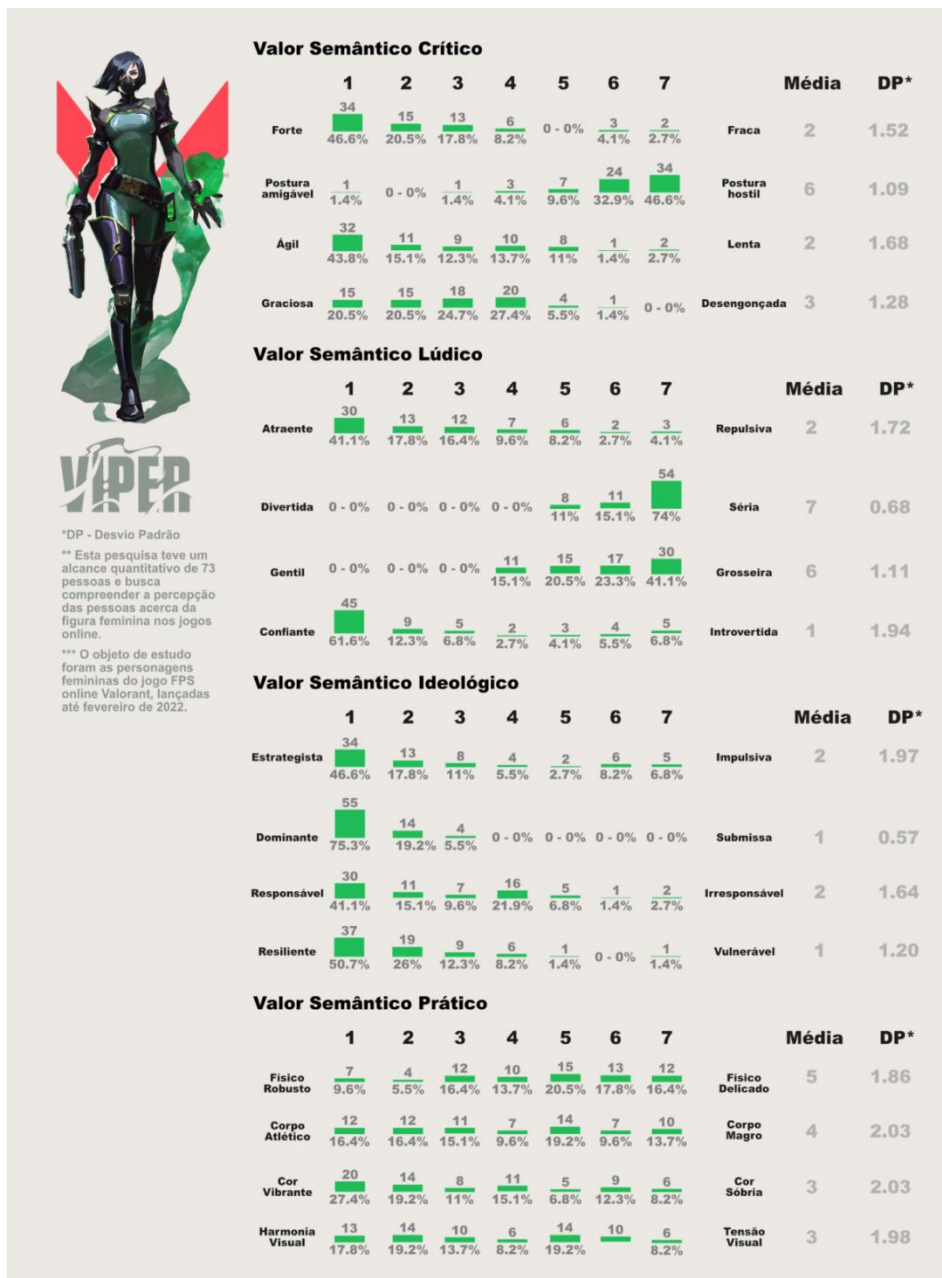 Valor Semântico Crítico
1 2 3 4 5 6 7 Média DP*
34 15 13 6 3 2
Forte 0 - 0% Fraca 2 1.52
46.6% 20.5% 17.8% 8.2% 4.1% 2.7%
1 1 3 7 24 34
Postura amigável 0 - 0% Postura hostil 6 1.09
1.4% 1.4% 4.1% 9.6% 32.9% 46.6%
32 11 9 10 8 1 2
Ágil Lenta 2 1.68
43.8% 15.1% 12.3% 13.7% 11% 1.4% 2.7%
15 15 18 20 4 1
Graciosa 0 - 0% Desengonçada 3 1.28
20.5% 20.5% 24.7% 27.4% 5.5% 1.4%
Valor Semântico Lúdico
1 2 3 4 5 6 7 Média DP*
30 13 12 7 6 2 3
Atraente Repulsiva 2 1.72
41.1% 17.8% 16.4% 9.6% 8.2% 2.7% 4.1%
8 11 54
Divertida 0 - 0% 0 - 0% 0 - 0% 0 - 0% Séria 7 0.68
11% 15.1% 74%
11 15 17 30
Gentil 0 - 0% 0 - 0% 0 - 0% Grosseira 6 1.11
15.1% 20.5% 23.3% 41.1%
45 9 5 2 3 4 5
Confiante Introvertida 1 1.94
61.6% 12.3% 6.8% 2.7% 4.1% 5.5% 6.8%
VIPER
*DP - Desvio Padrão
** Esta pesquisa teve um
alcance quantitativo de 73
pessoas e busca
compreender a percepção
das pessoas acerca da
figura feminina nos jogos
online.
*** O objeto de estudo
foram as personagens
femininas do jogo FPS
online Valorant, lançadas
até fevereiro de 2022.
Valor Semântico Ideológico
1 2 3 4 5 6 7 Média DP*
34 13 8 4 2 6 5
Estrategista Impulsiva 2 1.97
46.6% 17.8% 11% 5.5% 2.7% 8.2% 6.8%
55 14 4
Dominante 0 - 0% 0 - 0% 0 - 0% 0 - 0% Submissa 1 0.57
75.3% 19.2% 5.5%
30 11 7 16 5 1 2
Responsável Irresponsável 2 1.64
41.1% 15.1% 9.6% 21.9% 6.8% 1.4% 2.7%
37 19 9 6 1 1
Resiliente 0 - 0% Vulnerável 1 1.20
50.7% 26% 12.3% 8.2% 1.4% 1.4%
Valor Semântico Prático
1 2 3 4 5 6 7 Média DP*
7 4 12 10 15 13 12
Físico Robusto Físico Delicado 5 1.86
9.6% 5.5% 16.4% 13.7% 20.5% 17.8% 16.4%
12 12 11 7 14 7 10
Corpo Atlético Corpo Magro 4 2.03
16.4% 16.4% 15.1% 9.6% 19.2% 9.6% 13.7%
20 14 8 11 5 9 6
Cor Vibrante Cor Sóbria 3 2.03
27.4% 19.2% 11% 15.1% 6.8% 12.3% 8.2%
13 14 10 6 14 10 6
Harmonia Visual Tensão Visual 3 1.98
17.8% 19.2% 13.7% 8.2% 19.2% 8.2%